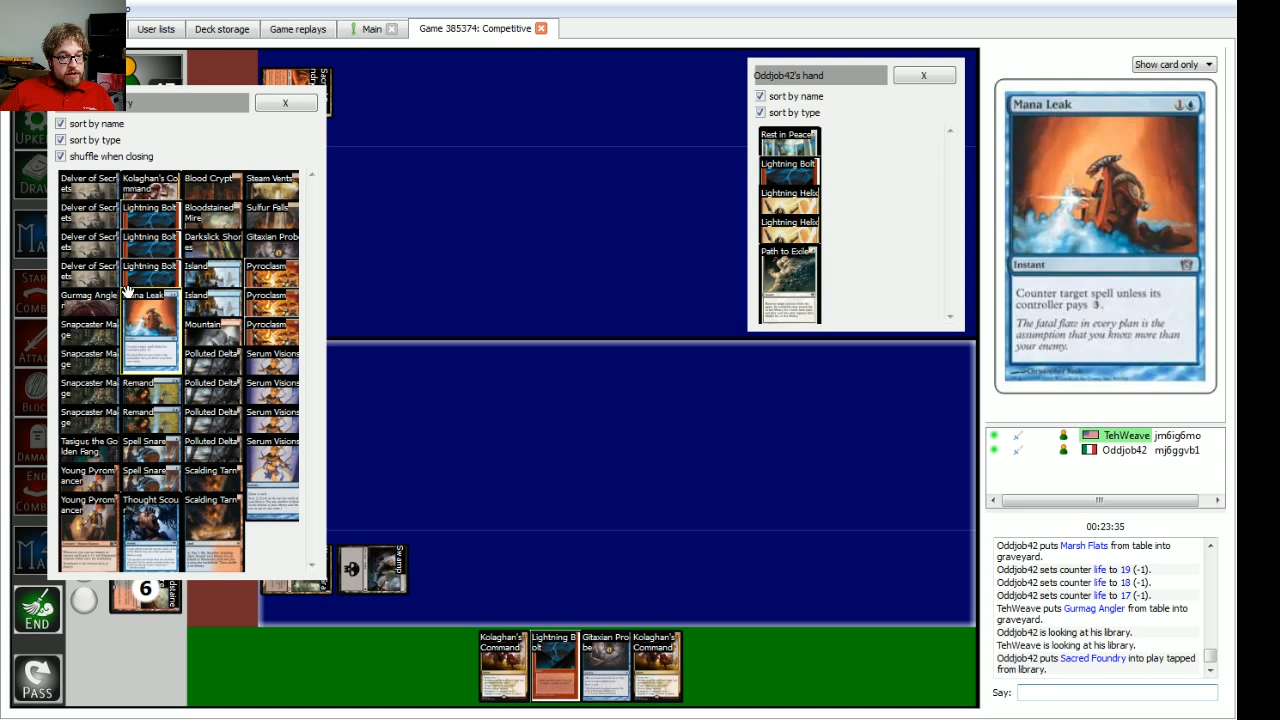 User lists
Deck storage
Game replays
Main
Game 385374: Competitive
Show card only
Oddjob42's hand
X
sort by name
sort by type
Rest in Peace
Lightning Bolt
Lightning Helix
Lightning Helix
Path to Exile
X
sort by name
sort by type
shuffle when closing
Delver of Secrets
Kolaghan's Command
Blood Crypt
Steam Vents
Delver of Secrets
Lightning Bolt
Bloodstained Mire
Sulfur Falls
Delver of Secrets
Lightning Bolt
Darkslick Shores
Gitaxian Probe
Delver of Secrets
Lightning Bolt
Island
Pyroclasm
Gurmag Angler
Mana Leak
Island
Pyroclasm
Snapcaster Mage
Mountain
Pyroclasm
Snapcaster Mage
Polluted Delta
Serum Visions
Snapcaster Mage
Remand
Polluted Delta
Serum Visions
Snapcaster Mage
Remand
Polluted Delta
Serum Visions
Tasigur, the Golden Fang
Spell Snare
Polluted Delta
Serum Visions
Young Pyromancer
Spell Snare
Scalding Tarn
Young Pyromancer
Thought Scour
Scalding Tarn
Mana Leak
Instant
Counter target spell unless its
controller pays 3.
The fatal flaw in every plan is the
assumption that you know more than
your enemy.
TehWeave jm6ig6mo
Oddjob42 mj6ggvb1
00:23:35
Oddjob42 puts Marsh Flats from table into
graveyard.
Oddjob42 sets counter life to 19 (-1).
Oddjob42 sets counter life to 18 (-1).
Oddjob42 sets counter life to 17 (-1).
TehWeave puts Gurmag Angler from table into
graveyard.
Oddjob42 is looking at his library.
TehWeave is looking at his library.
Oddjob42 puts Sacred Foundry into play tapped
from library.
Say:
6
Swamp
END
PASS
Kolaghan's Command
Lightning Bolt
Gitaxian Probe
Kolaghan's Command